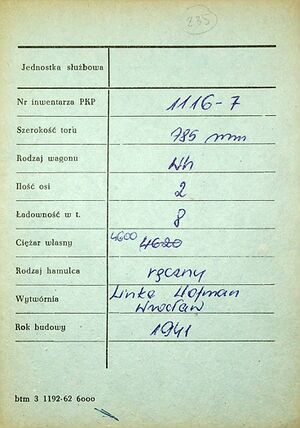 235
Jednostka służbowa
Nr inwentarza PKP 1116-7
Szerokość toru 785 mm
Rodzaj wagonu Wh
Ilość osi 2
Ładowność w t. 8
Ciężar własny 4600 4620
Rodzaj hamulca ręczny
Wytwórnia Linke Hofman
Wrocław
Rok budowy 1941
btm 3 1192-62 6000